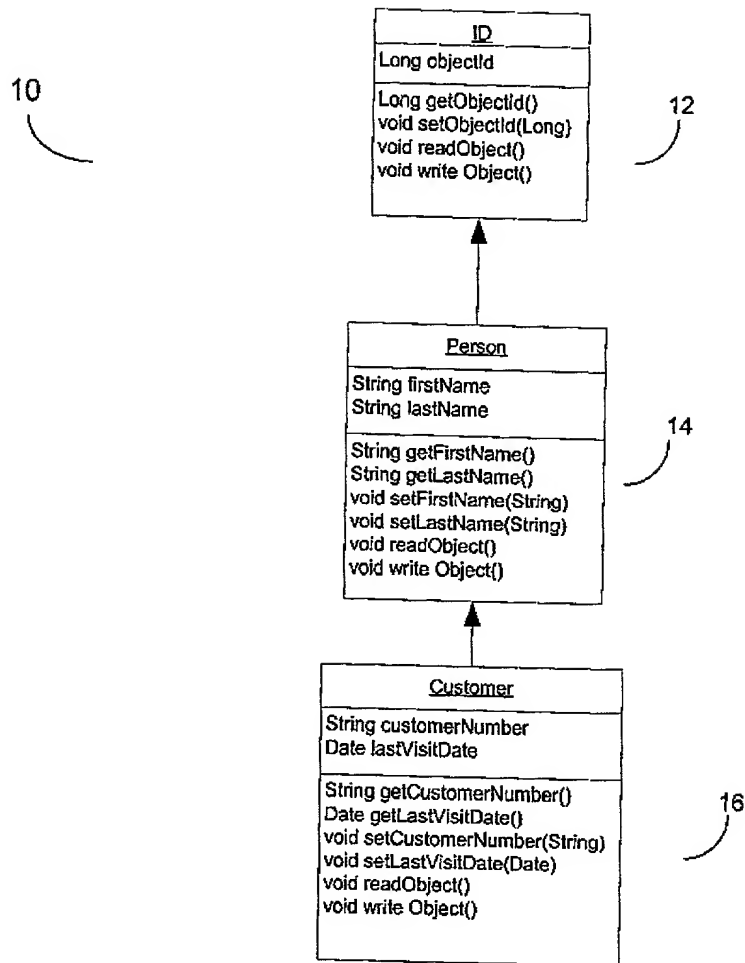 ID
Long objectId
10
Long getObjectId()
void setObjectId(Long}
void readObject()
void write Object()
12
Person
String firstName
String lastName
14
String getFirstName()
String getLastName()
void setFirstName(String)
void setLastName(String)
void readObject()
void write Object()
Customer
String customerNumber
Date lastVisitDate
String getCustomerNumber()
Date getLastVisitDate()
void setCustomerNumber(String)
void setLastVisitDate(Date)
void readObject()
void write Object()
16